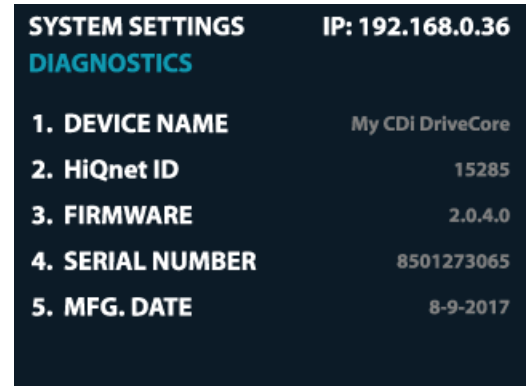 SYSTEM SETTINGS IP: 192.168.0.36
DIAGNOSTICS
1. DEVICE NAME My CDi DriveCore
2. HiQnet ID 15285
3. FIRMWARE 2.0.4.0
4. SERIAL NUMBER 8501273065
5. MFG. DATE 8-9-2017